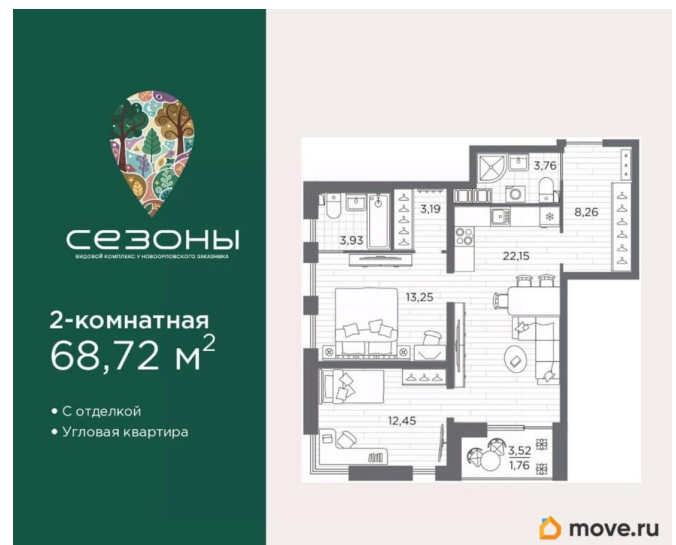 сезоны
ВИДОВОЙ КОМПЛЕКС У НОВООРЛОВСКОГО ЗАКАЗНИКА
2-комнатная
68,72 м²
• С отделкой
• Угловая квартира
3,76
3,19
8,26
3,93
22,15
13,25
12,45
3,52
1,76
move.ru